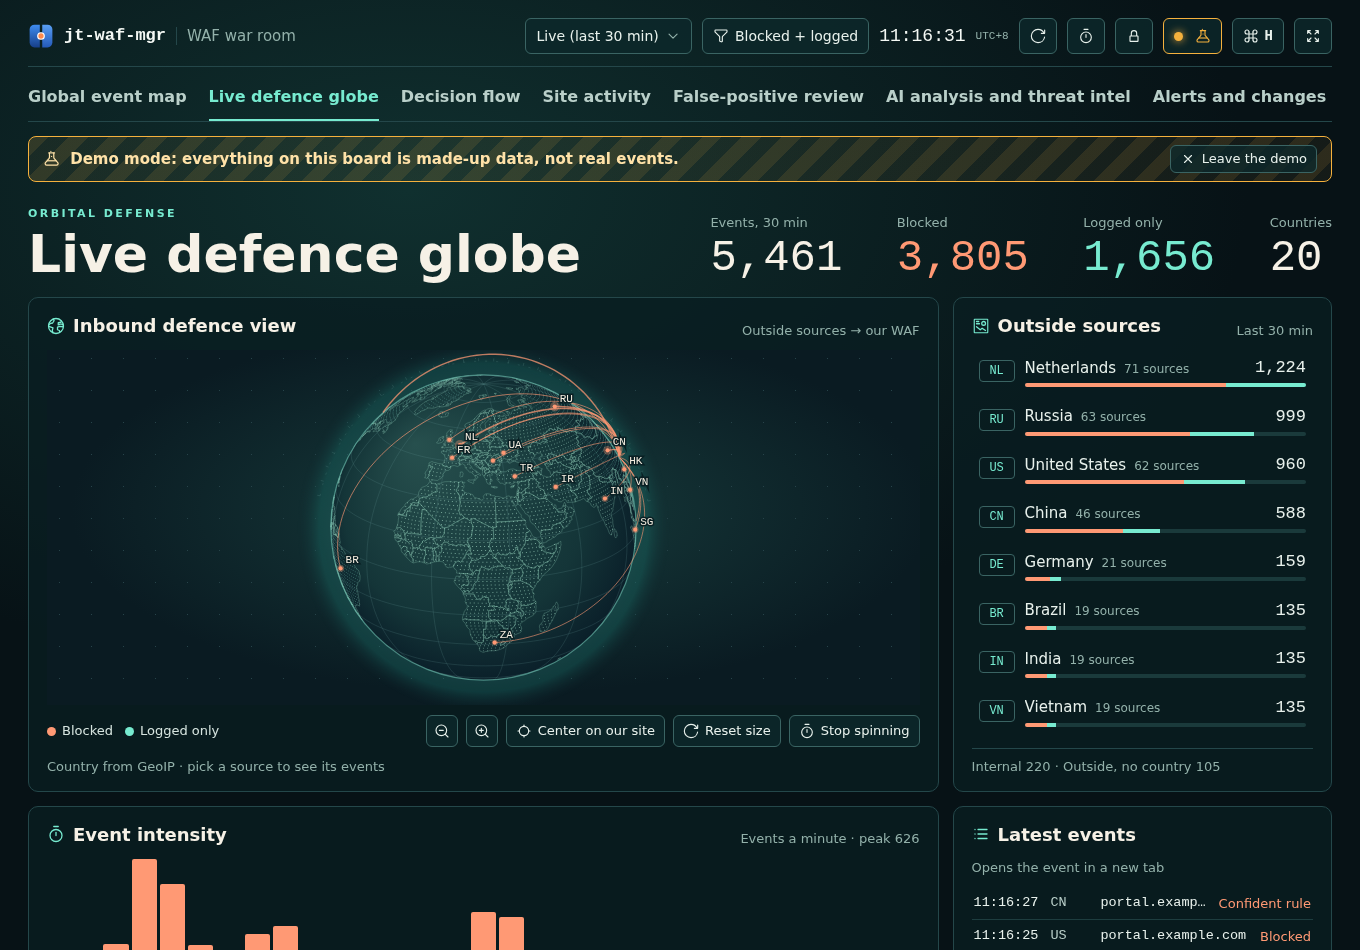 jt-waf-mgr WAF war room Live (last 30 min) Blocked + logged 11:16:31 UTC+8 ⌘ H
Global event map Live defence globe Decision flow Site activity False-positive review AI analysis and threat intel Alerts and changes
Demo mode: everything on this board is made-up data, not real events. Leave the demo
ORBITAL DEFENSE
Live defence globe
Events, 30 min Blocked Logged only Countries
5,461 3,805 1,656 20
Inbound defence view Outside sources → our WAF
RU
NL
FR
UA
CN
TR
HK
IR
VN
IN
SG
BR
ZA
Blocked Logged only Center on our site Reset size Stop spinning
Country from GeoIP · pick a source to see its events
Outside sources Last 30 min
NL Netherlands 71 sources 1,224
RU Russia 63 sources 999
US United States 62 sources 960
CN China 46 sources 588
DE Germany 21 sources 159
BR Brazil 19 sources 135
IN India 19 sources 135
VN Vietnam 19 sources 135
Internal 220 · Outside, no country 105
Event intensity Events a minute · peak 626
Latest events
Opens the event in a new tab
11:16:27 CN portal.examp… Confident rule
11:16:25 US portal.example.com Blocked